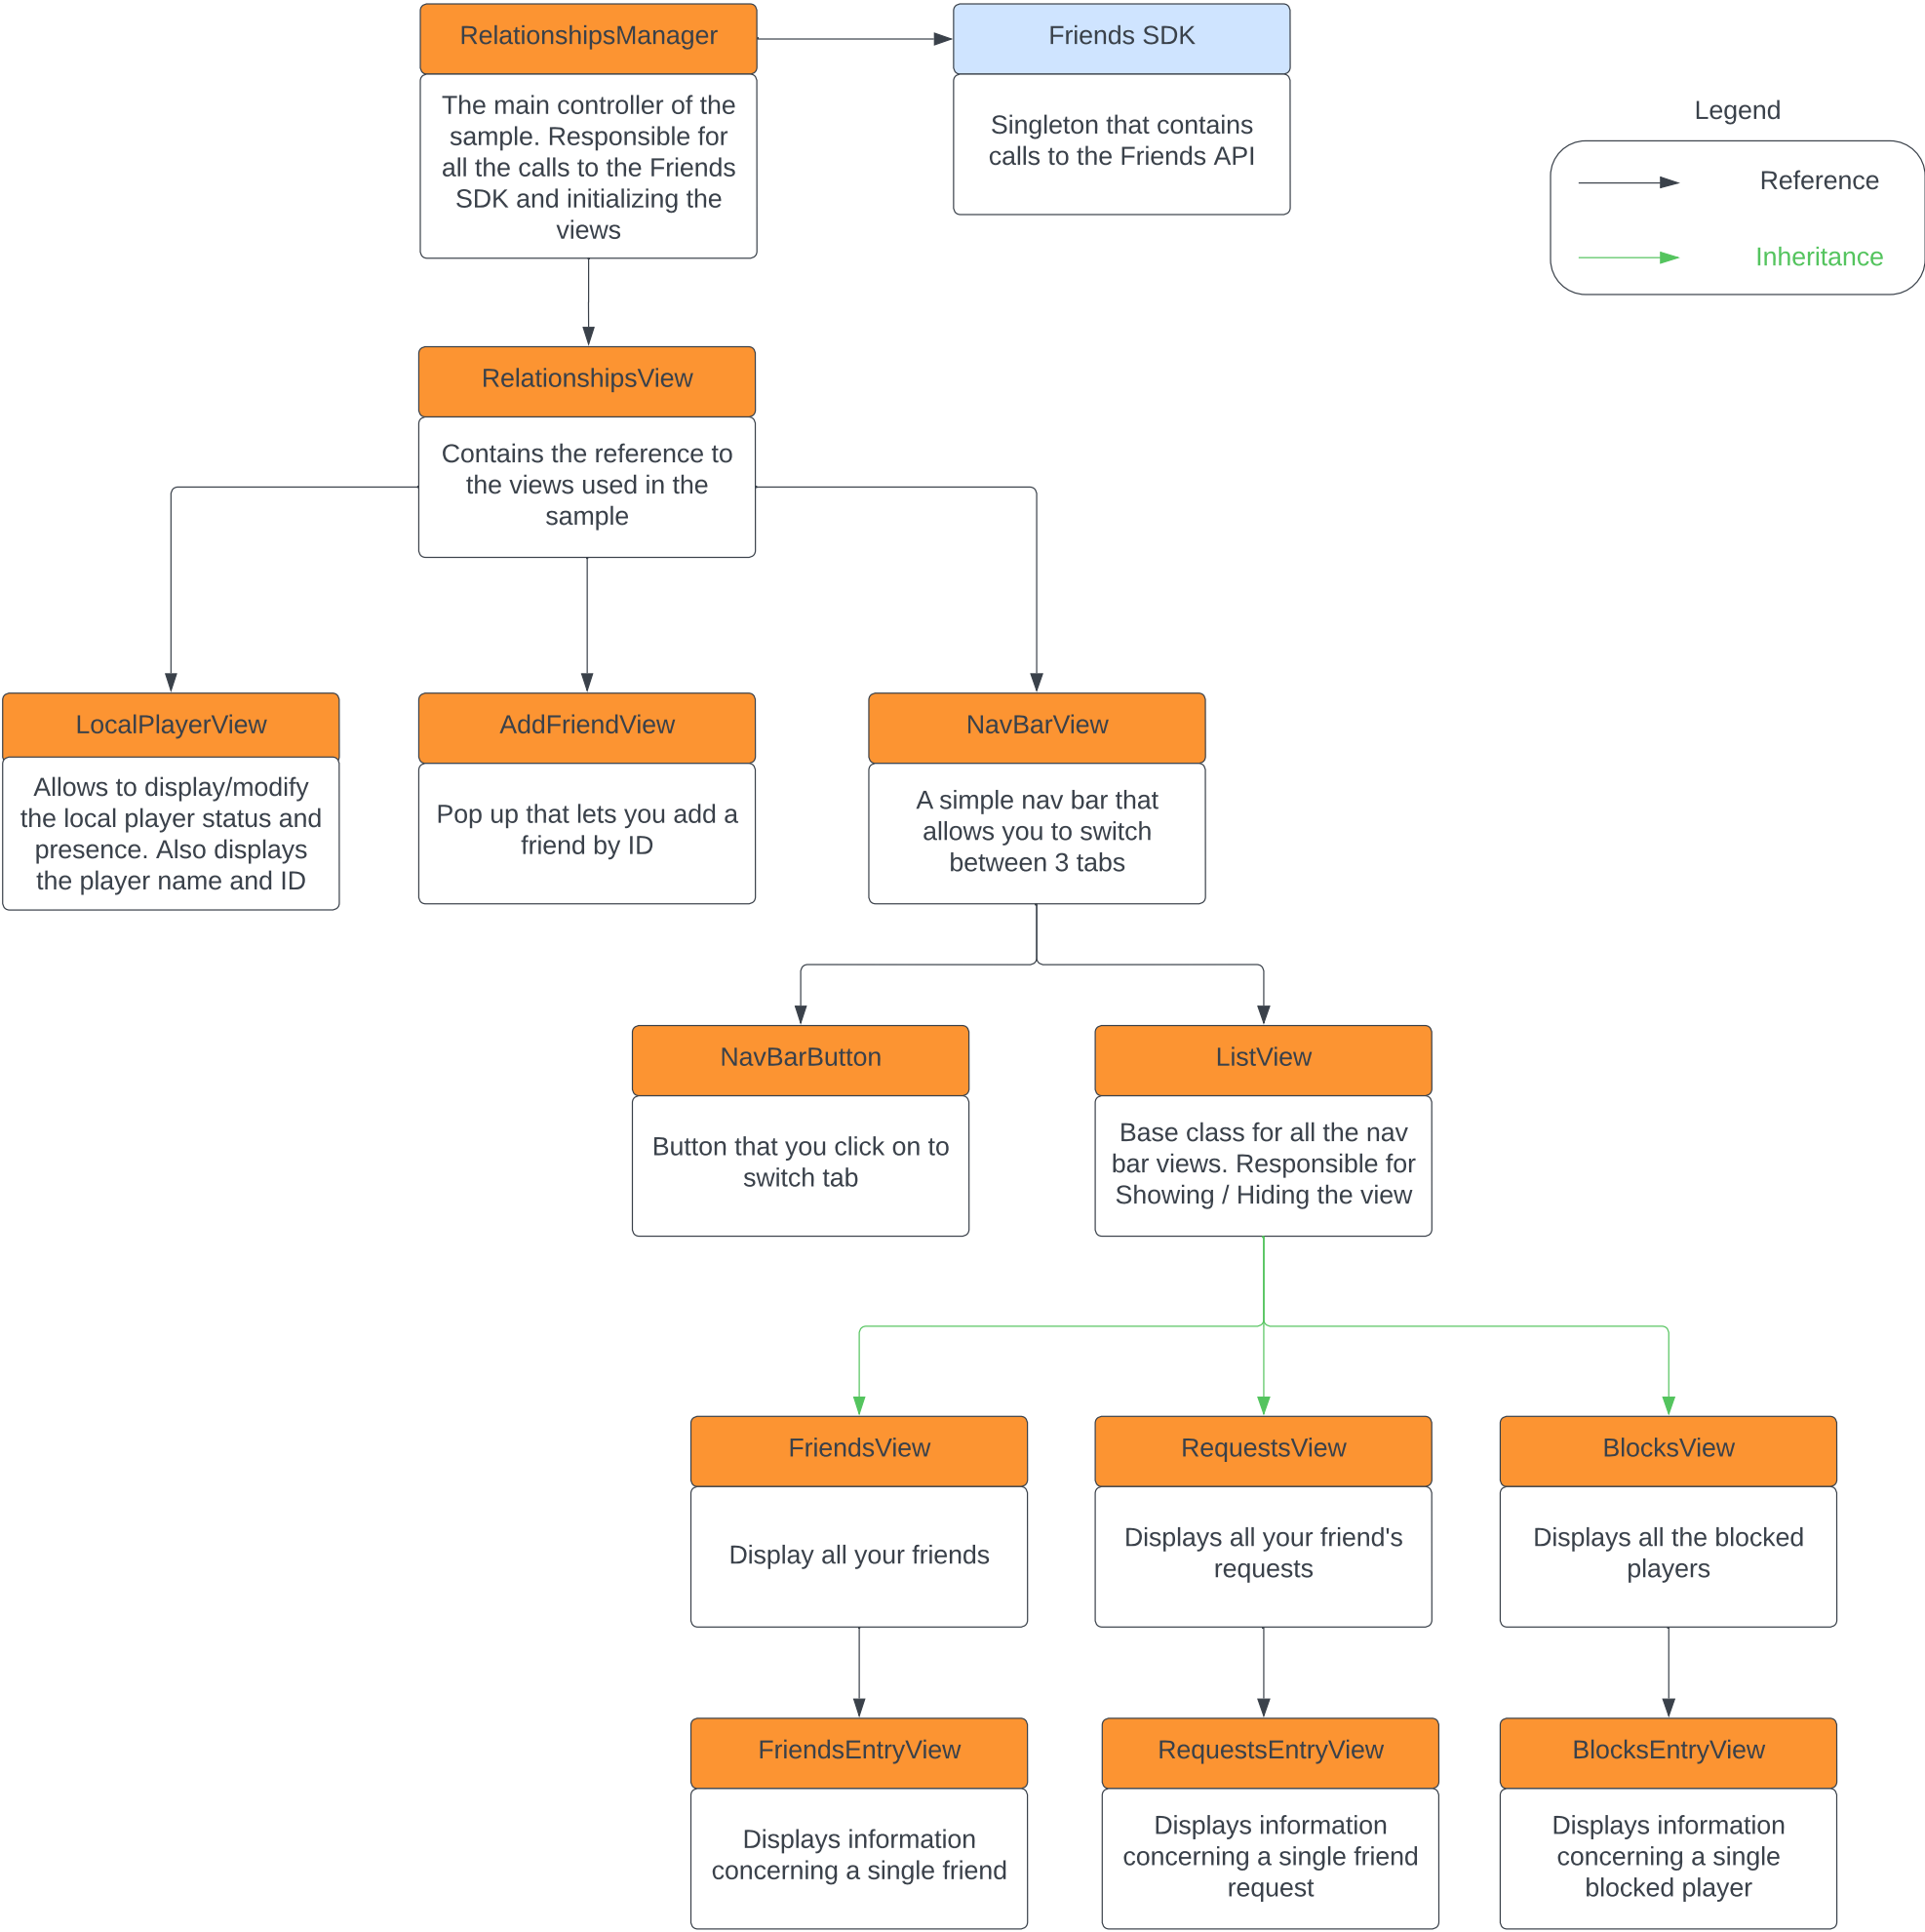 RelationshipsManager
The main controller of the
sample. Responsible for
all the calls to the Friends
SDK and initializing the
views
Friends SDK
Singleton that contains
calls to the Friends API
Legend
Reference
Inheritance
RelationshipsView
Contains the reference to
the views used in the
sample
LocalPlayerView
Allows to display/modify
the local player status and
presence. Also displays
the player name and ID
AddFriendView
Pop up that lets you add a
friend by ID
NavBarView
A simple nav bar that
allows you to switch
between 3 tabs
NavBarButton
Button that you click on to
switch tab
ListView
Base class for all the nav
bar views. Responsible for
Showing / Hiding the view
FriendsView
Display all your friends
RequestsView
Displays all your friend's
requests
BlocksView
Displays all the blocked
players
FriendsEntryView
Displays information
concerning a single friend
RequestsEntryView
Displays information
concerning a single friend
request
BlocksEntryView
Displays information
concerning a single
blocked player